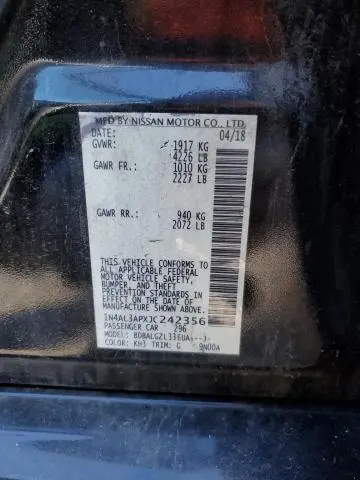 MFD BY NISSAN MOTOR CO., LTD.
DATE: 04/18
GVWR: 1917 KG
4226 LB
GAWR FR. 1010 KG
2227 LB
GAWR RR. 940 KG
2072 LB
THIS VEHICLE CONFORMS TO ALL
APPLICABLE FEDERAL MOTOR
VEHICLE SAFETY, BUMPER,
AND THEFT PREVENTION
STANDARDS IN EFFECT ON THE
DATE OF MANUFACTURE SHOWN
ABOVE.
1N4AL3APXJC242356
PASSENGER CAR 296
MODEL: BDBALGZL33EUA---J-
COLOR: KH3 TRIM: G 9N00A